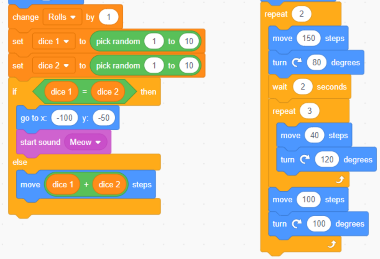 change Rolls by 1
set dice 1 to pick random 1 to 10
set dice 2 to pick random 1 to 10
if dice 1 = dice 2 then
go to x: -100 y: -50
start sound Meow
else
move dice 1 + dice 2 steps
repeat 2
move 150 steps
turn 80 degrees
wait 2 seconds
repeat 3
move 40 steps
turn 120 degrees
move 100 steps
turn 100 degrees